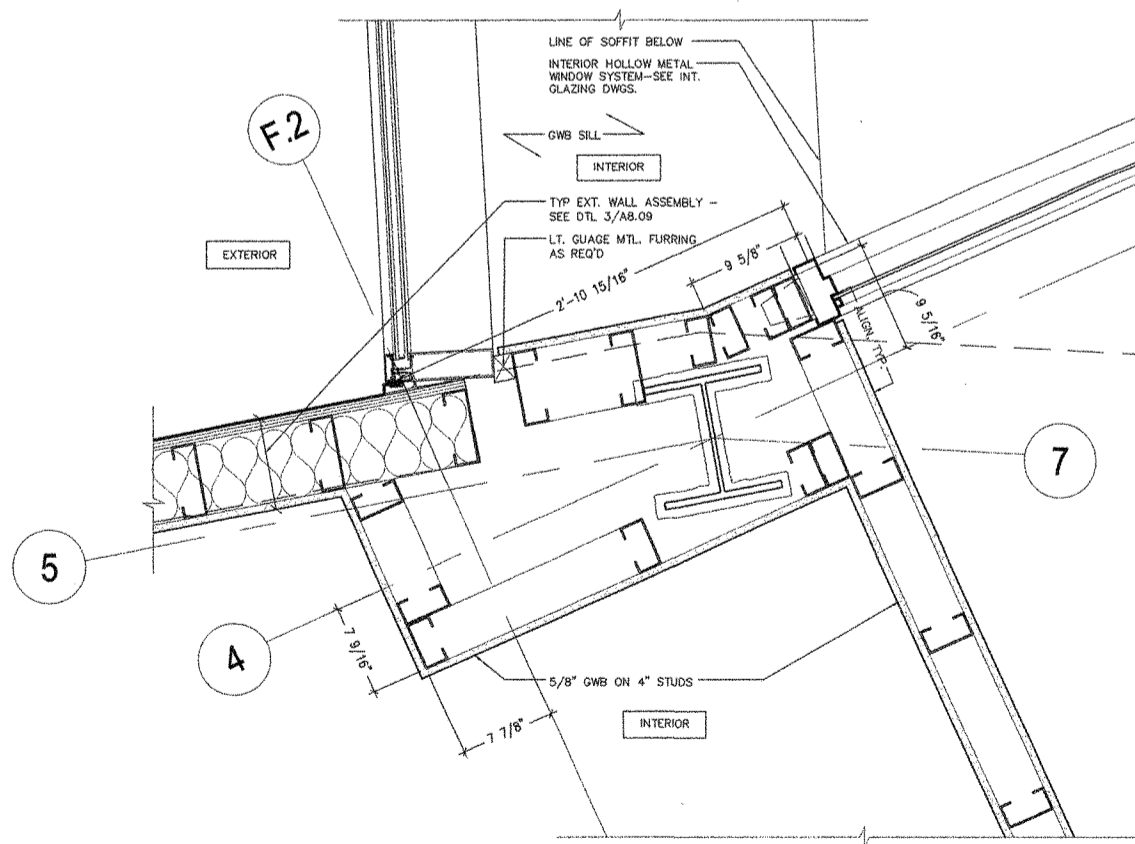 LINE OF SOFFIT BELOW
INTERIOR HOLLOW METAL
WINDOW SYSTEM-SEE INT.
GLAZING DWGS.
F.2
GWB SILL
INTERIOR
TYP EXT. WALL ASSEMBLY -
SEE DTL 3/A8.09
EXTERIOR
LT. GUAGE MTL. FURRING
AS REQ'D
9 5/8"
2'-10 15/16"
9 5/16"
ALIGN, TYP.
7
5
4
7 9/16"
5/8" GWB ON 4" STUDS
INTERIOR
7 7/8"